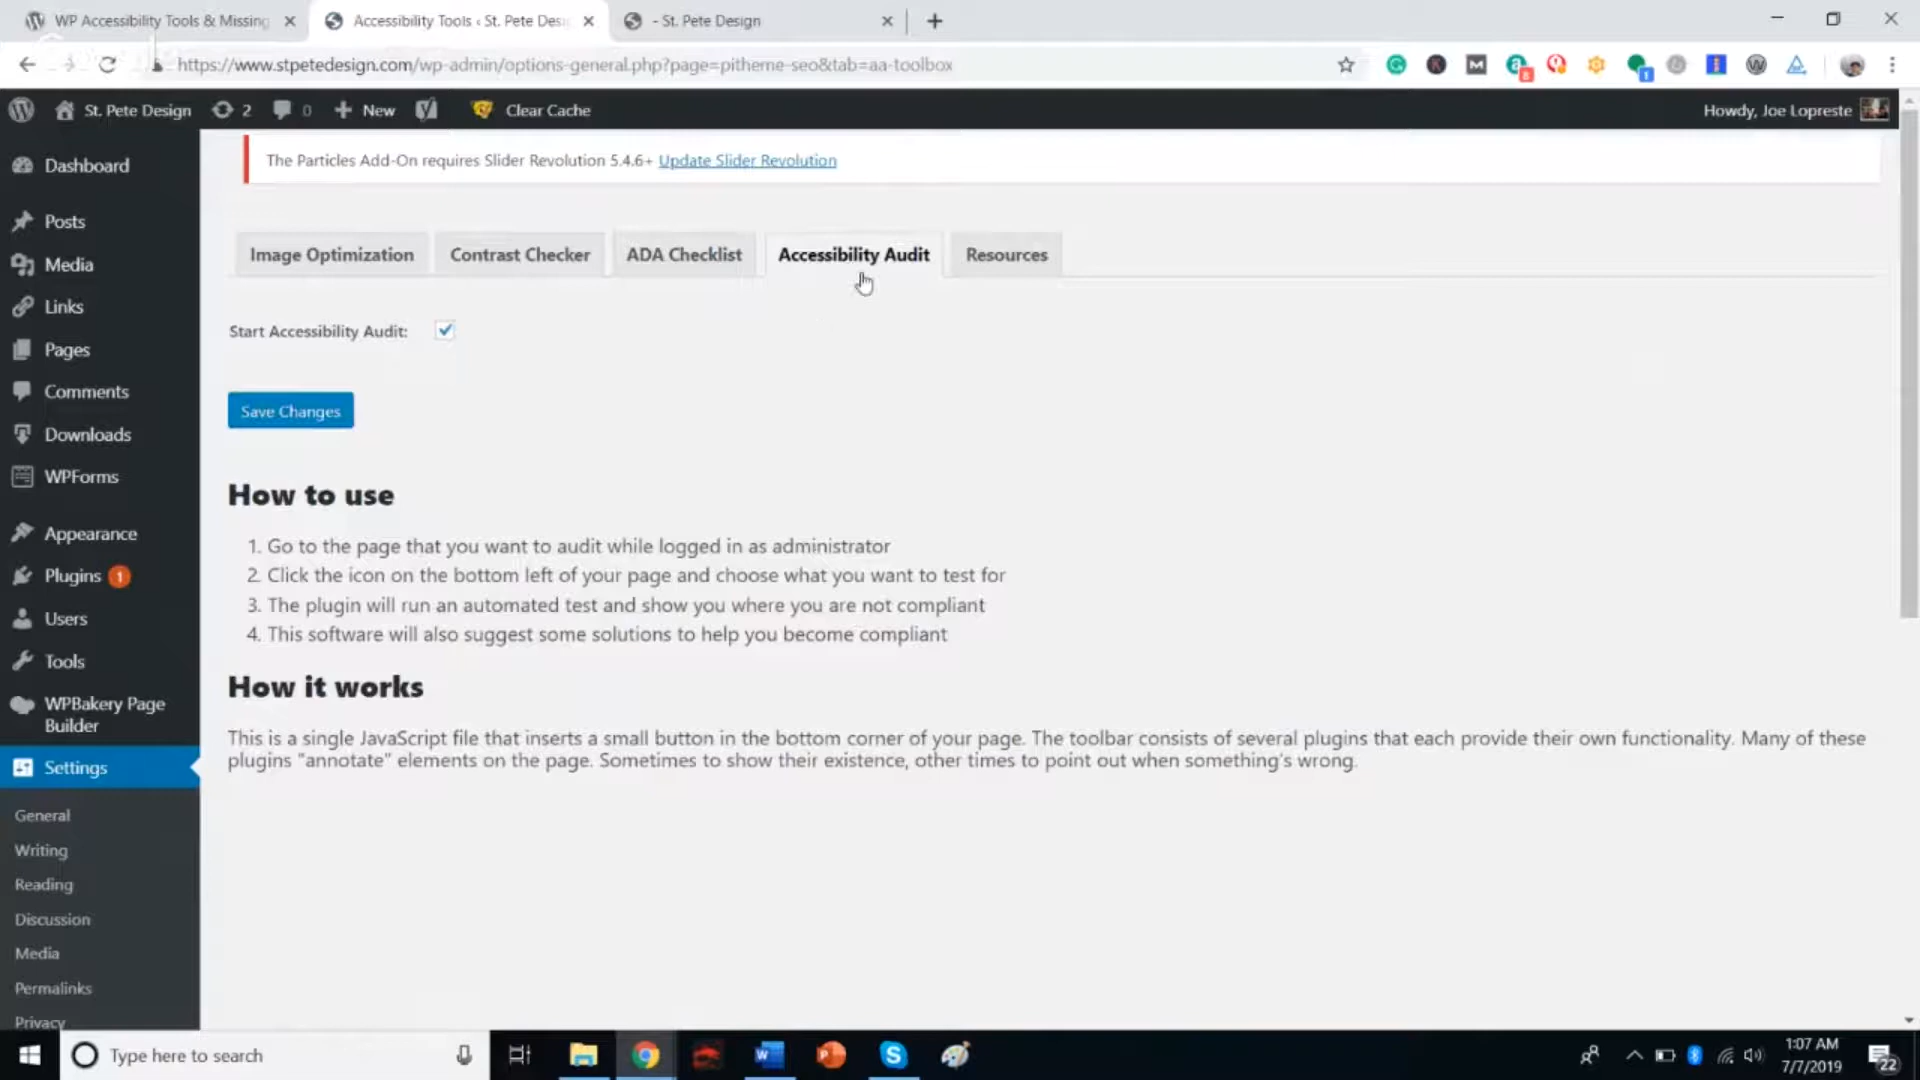 WP Accessibility Tools & Missing
Accessibility Tools ‹ St. Pete Desi
- St. Pete Design
https://www.stpetedesign.com/wp-admin/options-general.php?page=pitheme-seo&tab=aa-toolbox
St. Pete Design
2
0
New
Clear Cache
Howdy, Joe Lopreste
The Particles Add-On requires Slider Revolution 5.4.6+ Update Slider Revolution
Dashboard
Posts
Media
Links
Pages
Comments
Downloads
WPForms
Appearance
Plugins 1
Users
Tools
WPBakery Page
Builder
Settings
General
Writing
Reading
Discussion
Media
Permalinks
Privacy
Image Optimization
Contrast Checker
ADA Checklist
Accessibility Audit
Resources
Start Accessibility Audit:
Save Changes
How to use
1. Go to the page that you want to audit while logged in as administrator
2. Click the icon on the bottom left of your page and choose what you want to test for
3. The plugin will run an automated test and show you where you are not compliant
4. This software will also suggest some solutions to help you become compliant
How it works
This is a single JavaScript file that inserts a small button in the bottom corner of your page. The toolbar consists of several plugins that each provide their own functionality. Many of these
plugins "annotate" elements on the page. Sometimes to show their existence, other times to point out when something's wrong.
Type here to search
1:07 AM
7/7/2019
22